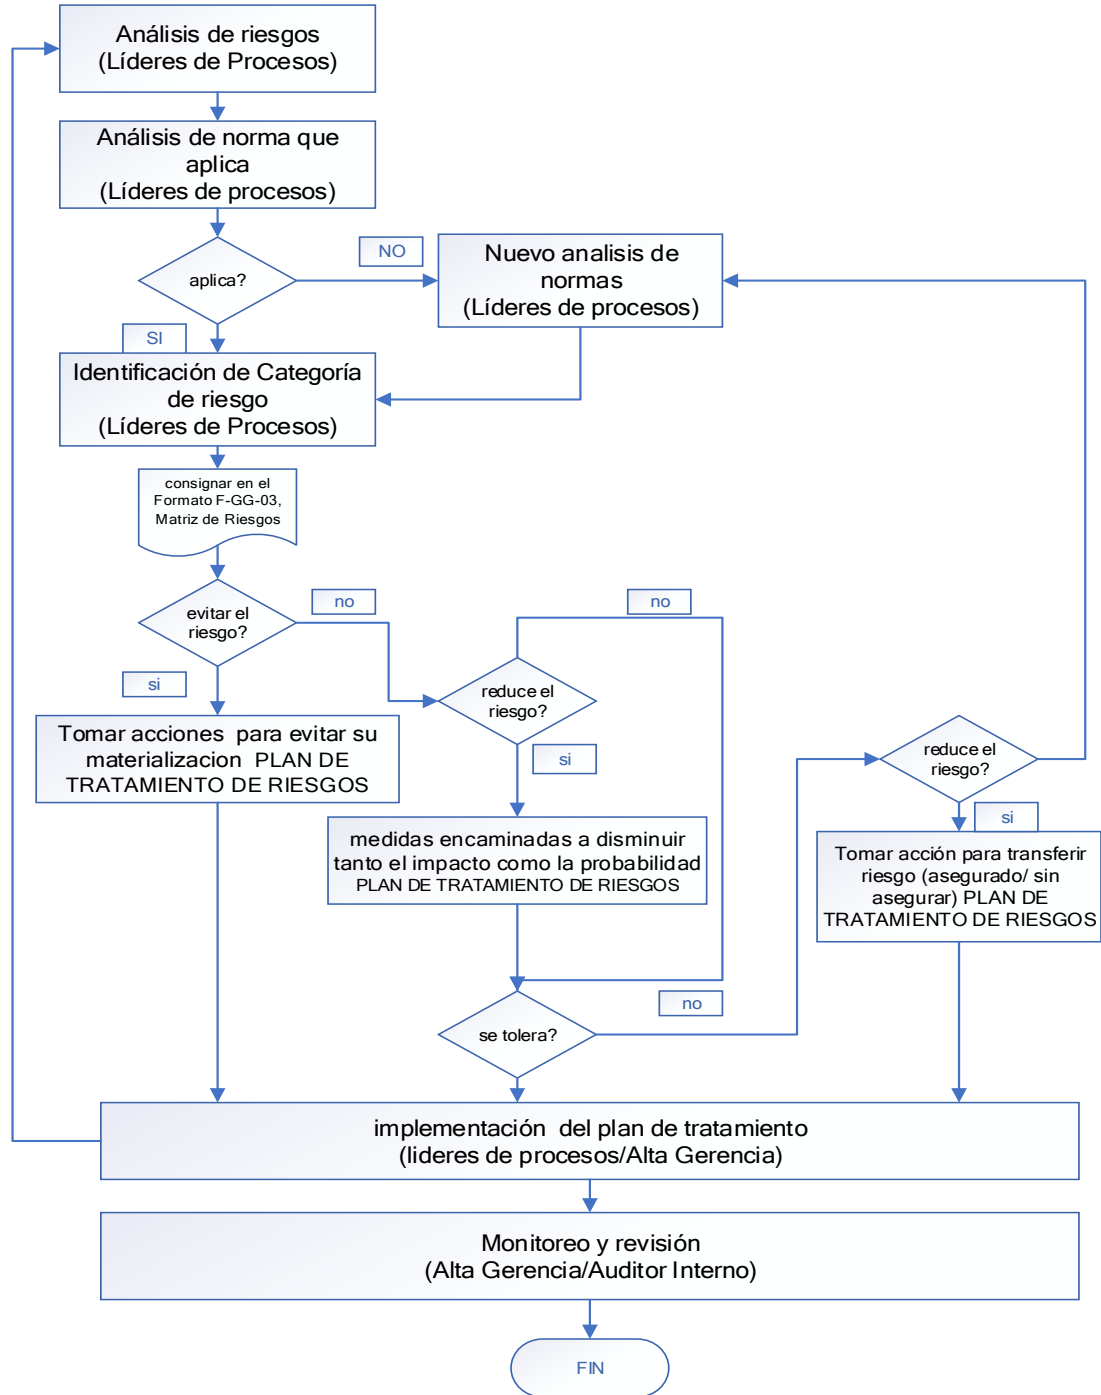 Análisis de riesgos
(Líderes de Procesos)
Análisis de norma que
aplica
(Líderes de procesos)
aplica?
NO
Nuevo analisis de
normas
(Líderes de procesos)
SI
Identificación de Categoría
de riesgo
(Líderes de Procesos)
consignar en el
Formato F-GG-03,
Matriz de Riesgos
evitar el
riesgo?
no
no
si
reduce el
riesgo?
si
Tomar acciones para evitar su
materializacion PLAN DE
TRATAMIENTO DE RIESGOS
medidas encaminadas a disminuir
tanto el impacto como la probabilidad
PLAN DE TRATAMIENTO DE RIESGOS
reduce el
riesgo?
si
Tomar acción para transferir
riesgo (asegurado/ sin
asegurar) PLAN DE
TRATAMIENTO DE RIESGOS
se tolera?
no
implementación del plan de tratamiento
(lideres de procesos/Alta Gerencia)
Monitoreo y revisión
(Alta Gerencia/Auditor Interno)
FIN